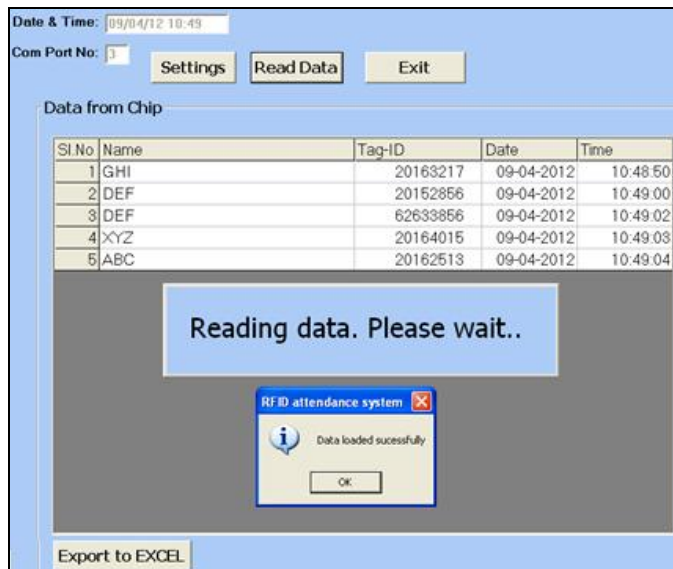 Date & Time: 09/04/12 10:49
Com Port No: 3
Settings Read Data Exit
Data from Chip
Sl.No Name Tag-ID Date Time
1 GHI 20163217 09-04-2012 10:48:50
2 DEF 20152856 09-04-2012 10:49:00
3 DEF 62633856 09-04-2012 10:49:02
4 XYZ 20164015 09-04-2012 10:49:03
5 ABC 20162513 09-04-2012 10:49:04
Reading data. Please wait..
RFID attendance system
Data loaded sucessfully
OK
Export to EXCEL